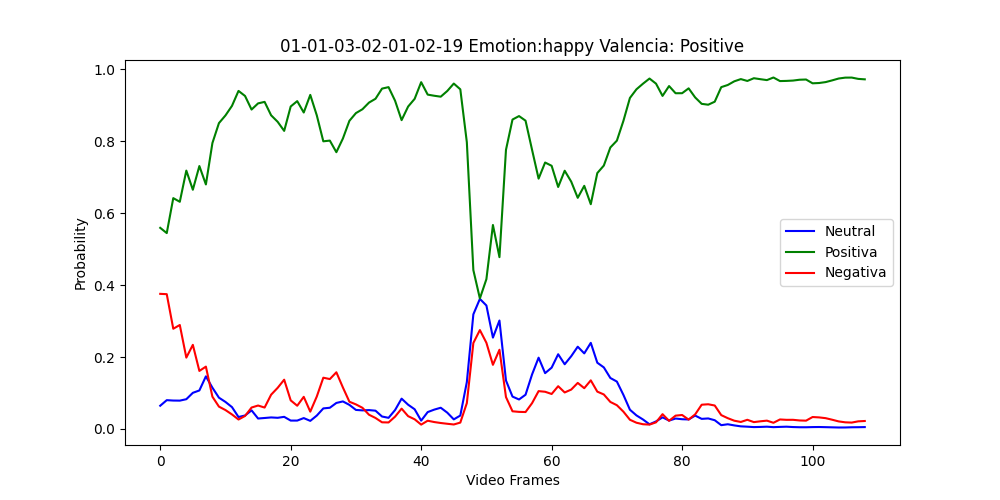 01-01-03-02-01-02-19 Emotion:happy Valencia: Positive
1.0
0.8
0.6
0.4
0.2
0.0
Probability
Neutral
Positiva
Negativa
0 20 40 60 80 100
Video Frames